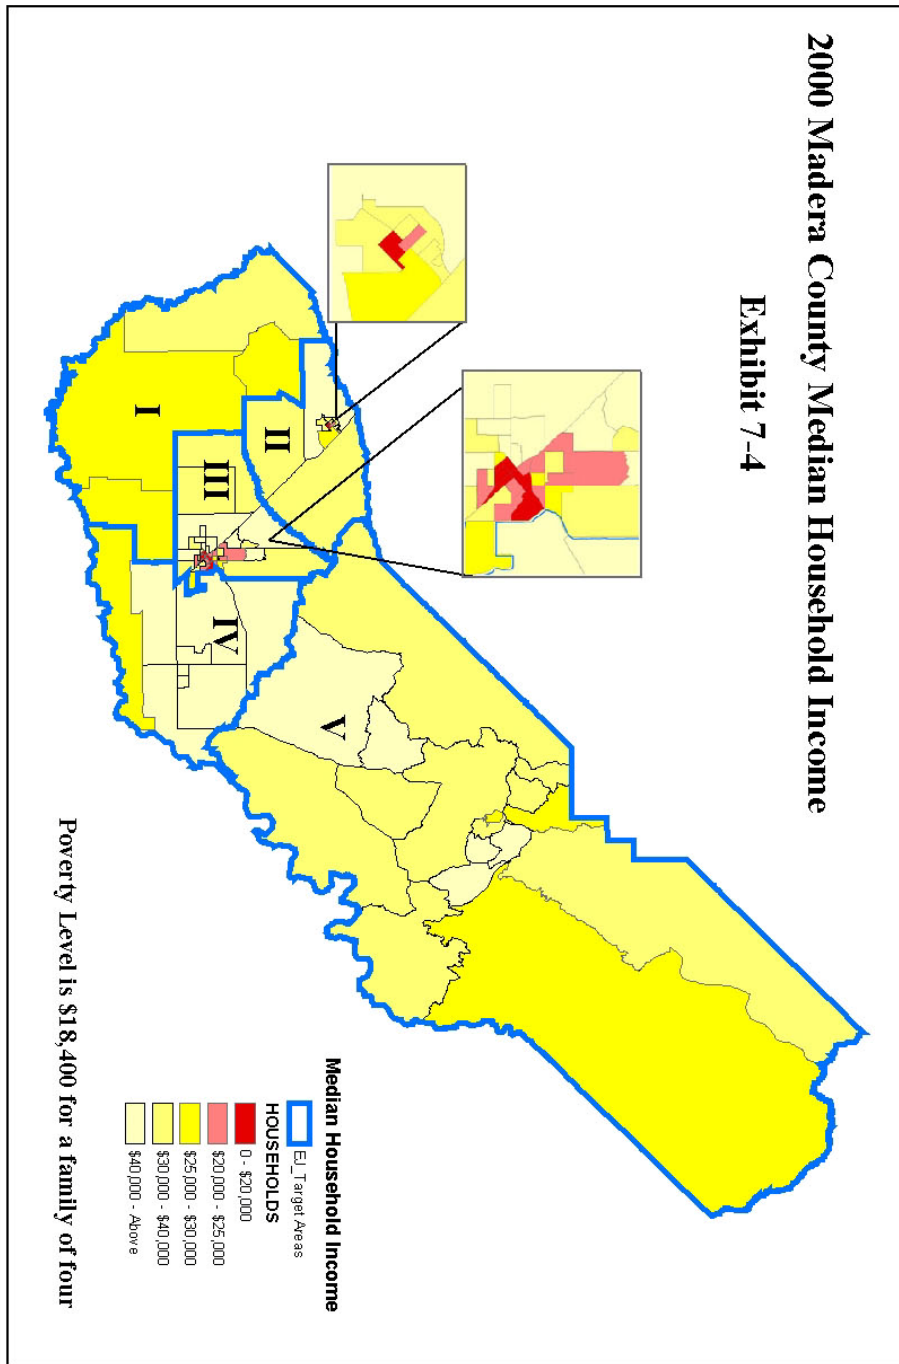 2000 Madera County Median Household Income
Exhibit 7-4
I
II
III
IV
V
Median Household Income
EJ_Target Areas
HOUSEHOLDS
0 - $20,000
$20,000 - $25,000
$25,000 - $30,000
$30,000 - $40,000
$40,000 - Above
Poverty Level is $18,400 for a family of four